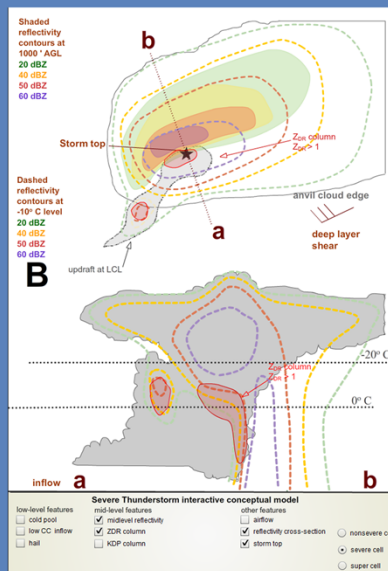 Shaded
reflectivity
contours at
1000 ' AGL
20 dBZ
40 dBZ
50 dBZ
60 dBZ
b
Storm top
ZDR column
ZDR > 1
Dashed
reflectivity
contours at
-10º C level
20 dBZ
40 dBZ
50 dBZ
60 dBZ
a
anvil cloud edge
deep layer
shear
updraft at LCL
B
-20º C
ZDR column
ZDR > 1
0º C
inflow
a
b
Severe Thunderstorm interactive conceptual model
low-level features
mid-level features
other features
cold pool
midlevel reflectivity
airflow
nonsevere c
low CC inflow
ZDR column
reflectivity cross-section
severe cell
hail
KDP column
storm top
super cell